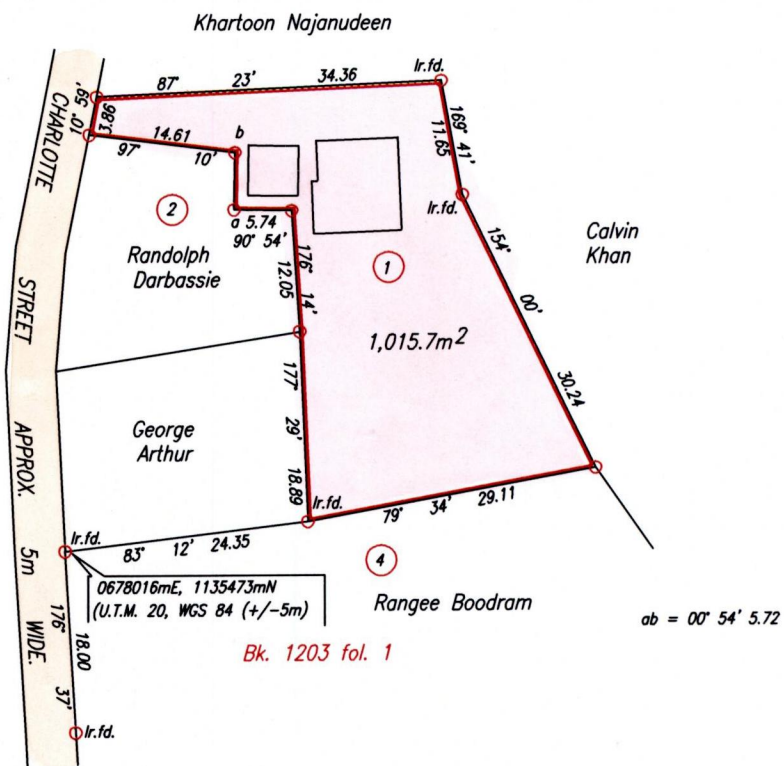 Khartoon Najanudeen
87° 23' 34.36
Ir.fd.
10° 59'
3.86
14.61
97° 10'
b
169° 41'
11.65
Ir.fd.
CHARLOTTE
STREET
APPROX.
5m
WIDE.
2
Randolph
Darbassie
a 5.74
90° 54'
176° 14'
12.05
1
154° 00' 30.24
Calvin
Khan
1,015.7m2
George
Arthur
177° 29' 18.89
Ir.fd.
79° 34' 29.11
Ir.fd.
83° 12' 24.35
4
0678016mE, 1135473mN
(U.T.M. 20, WGS 84 (+/-5m)
Rangee Boodram
ab = 00° 54' 5.72
176° 37'
18.00
Bk. 1203 fol. 1
Ir.fd.